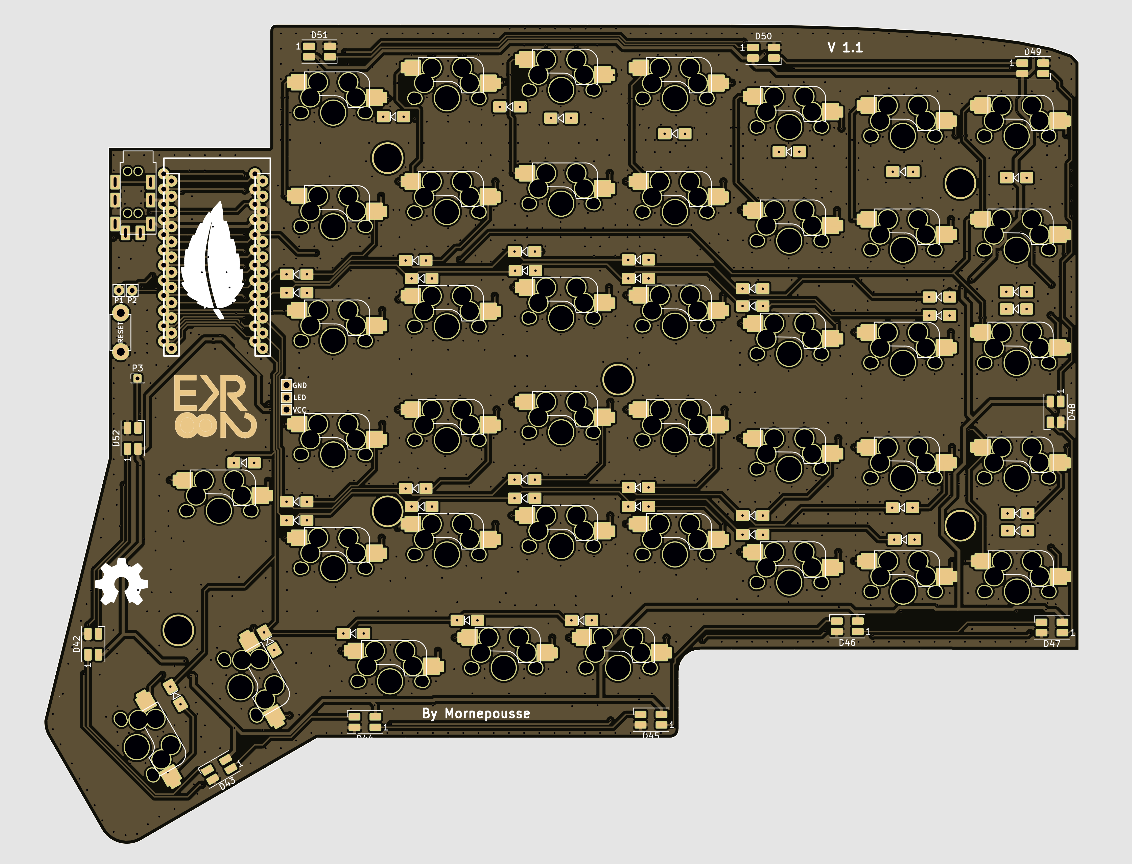 D51
1
D50
1
V 1.1
D49
1
P1 P2
RESET
P3
GND
LED
VCC
1
D48
D52
1
D42
1
1
D46
1
D47
By Mornepousse
1
D44
1
D45
1
D43